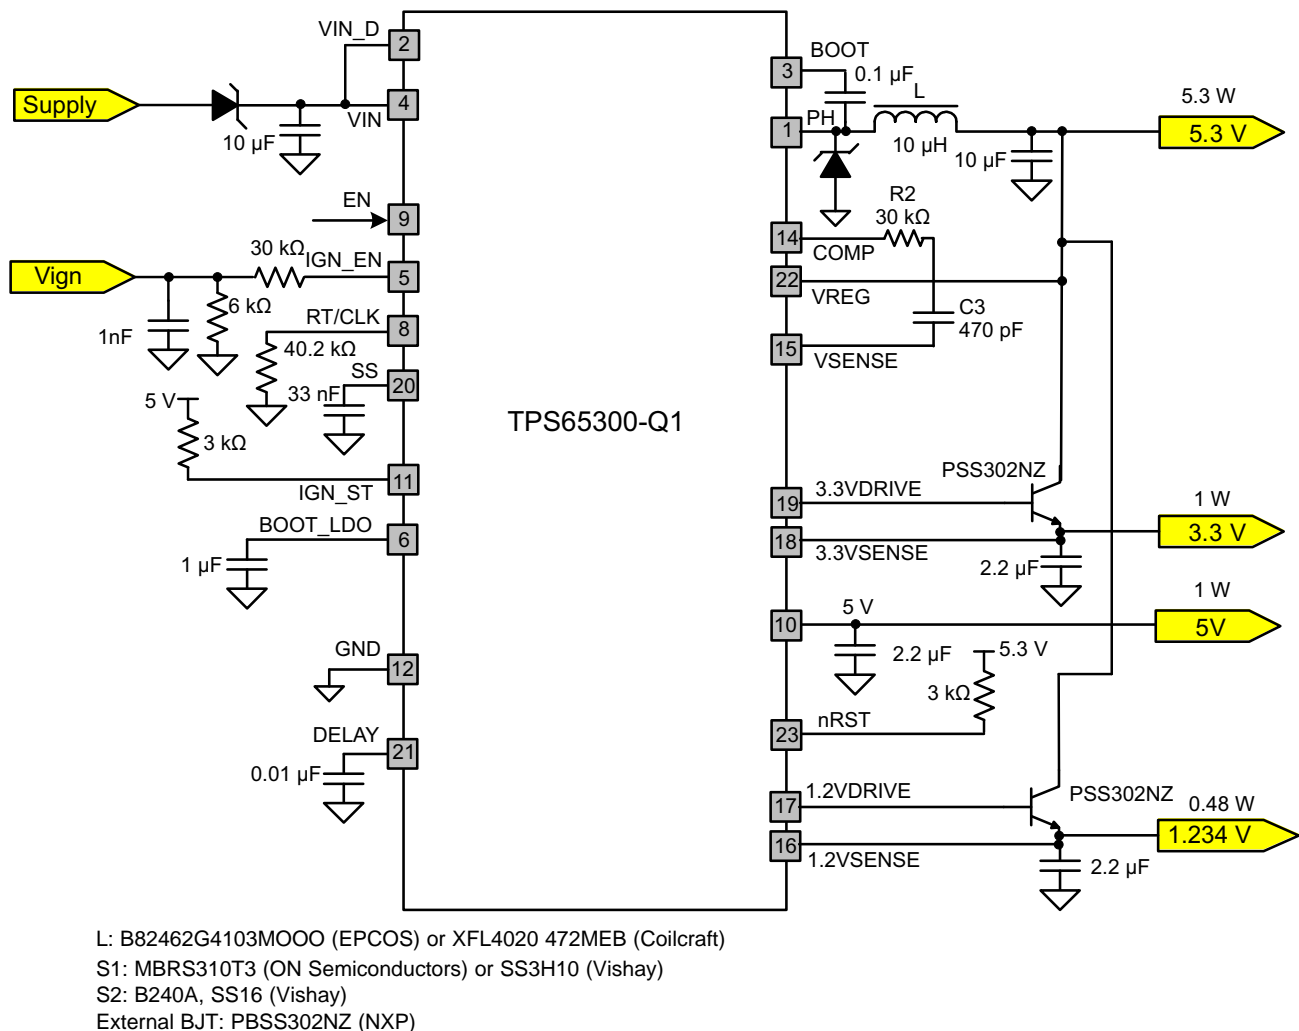 VIN_D
2
BOOT
3
0.1 µF
L
5.3 W
Supply
4
VIN
10 µF
PH
1
10 µH
10 µF
5.3 V
EN
9
R2
30 kΩ
14
COMP
30 kΩ
IGN_EN
Vign
5
22
VREG
6 kΩ
1nF
RT/CLK
8
C3
470 pF
40.2 kΩ
15
VSENSE
SS
20
33 nF
5 V
3 kΩ
TPS65300-Q1
11
IGN_ST
PSS302NZ
19
3.3VDRIVE
1 W
3.3 V
BOOT_LDO
6
18
3.3VSENSE
1 µF
2.2 µF
1 W
5 V
10
5V
GND
12
2.2 µF
5.3 V
3 kΩ
nRST
23
DELAY
21
0.01 µF
17
1.2VDRIVE
PSS302NZ
0.48 W
1.234 V
16
1.2VSENSE
2.2 µF
L: B82462G4103MOOO (EPCOS) or XFL4020 472MEB (Coilcraft)
S1: MBRS310T3 (ON Semiconductors) or SS3H10 (Vishay)
S2: B240A, SS16 (Vishay)
External BJT: PBSS302NZ (NXP)